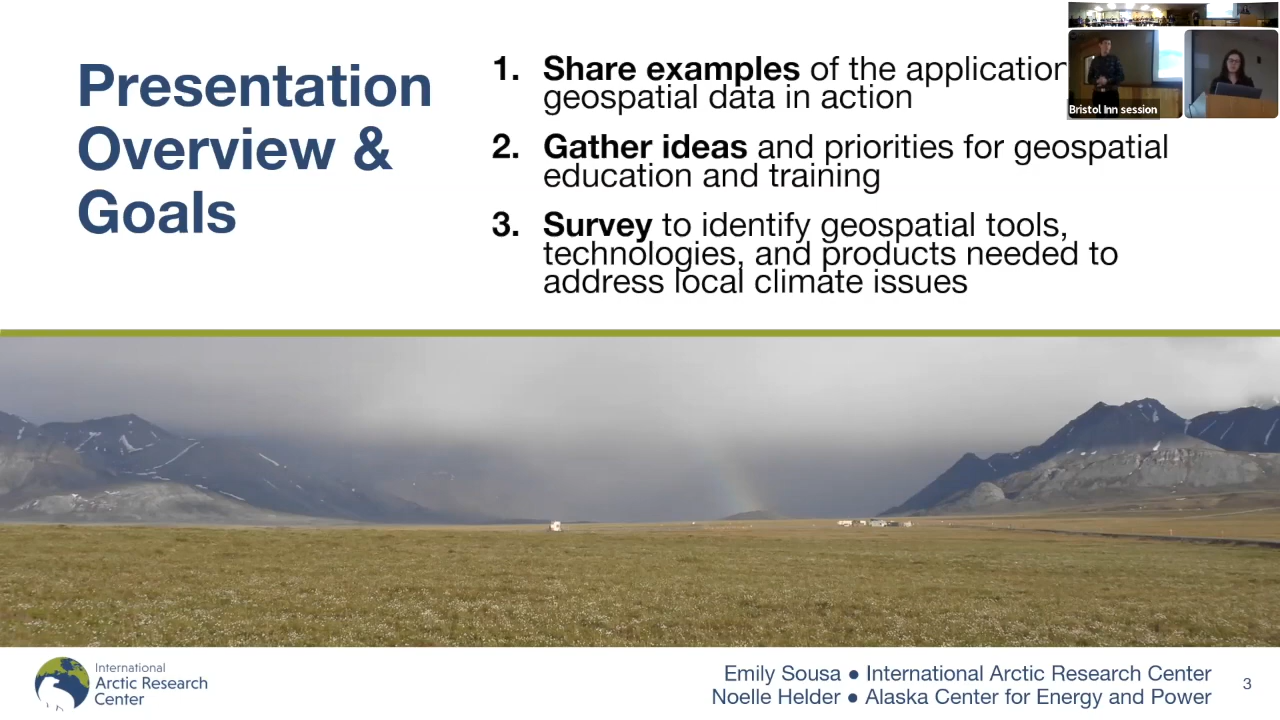 Presentation
Overview &
Goals
1. Share examples of the application
geospatial data in action
2. Gather ideas and priorities for geospatial
education and training
3. Survey to identify geospatial tools,
technologies, and products needed to
address local climate issues
Bristol Inn session
International
Arctic Research
Center
Emily Sousa ● International Arctic Research Center
Noelle Helder ● Alaska Center for Energy and Power
3